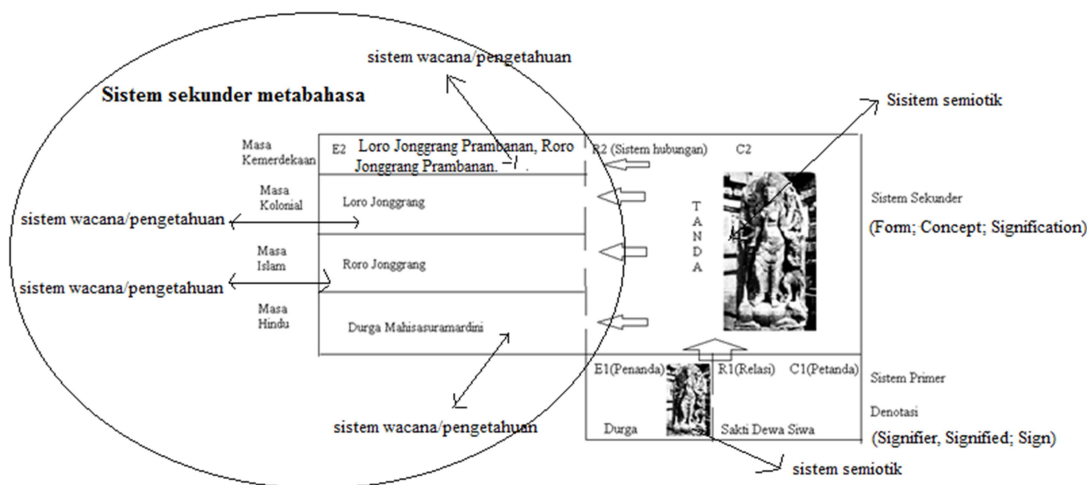 sistem wacana/pengetahuan
Sistem sekunder metabahasa
Sisitem semiotik
Masa
Kemerdekaan
E2 Loro Jonggrang Prambanan, Roro
Jonggrang Prambanan.
R2 (Sistem hubungan)
C2
Masa
Kolonial
Loro Jonggrang
sistem wacana/pengetahuan
T
A
N
D
A
Sistem Sekunder
(Form; Concept; Signification)
Masa
Islam
Roro Jonggrang
sistem wacana/pengetahuan
Masa
Hindu
Durga Mahisasuramardini
E1(Penanda)
R1(Relasi)
C1(Petanda)
Sistem Primer
Denotasi
(Signifier, Signified; Sign)
Durga
Sakti Dewa Siwa
sistem wacana/pengetahuan
sistem semiotik